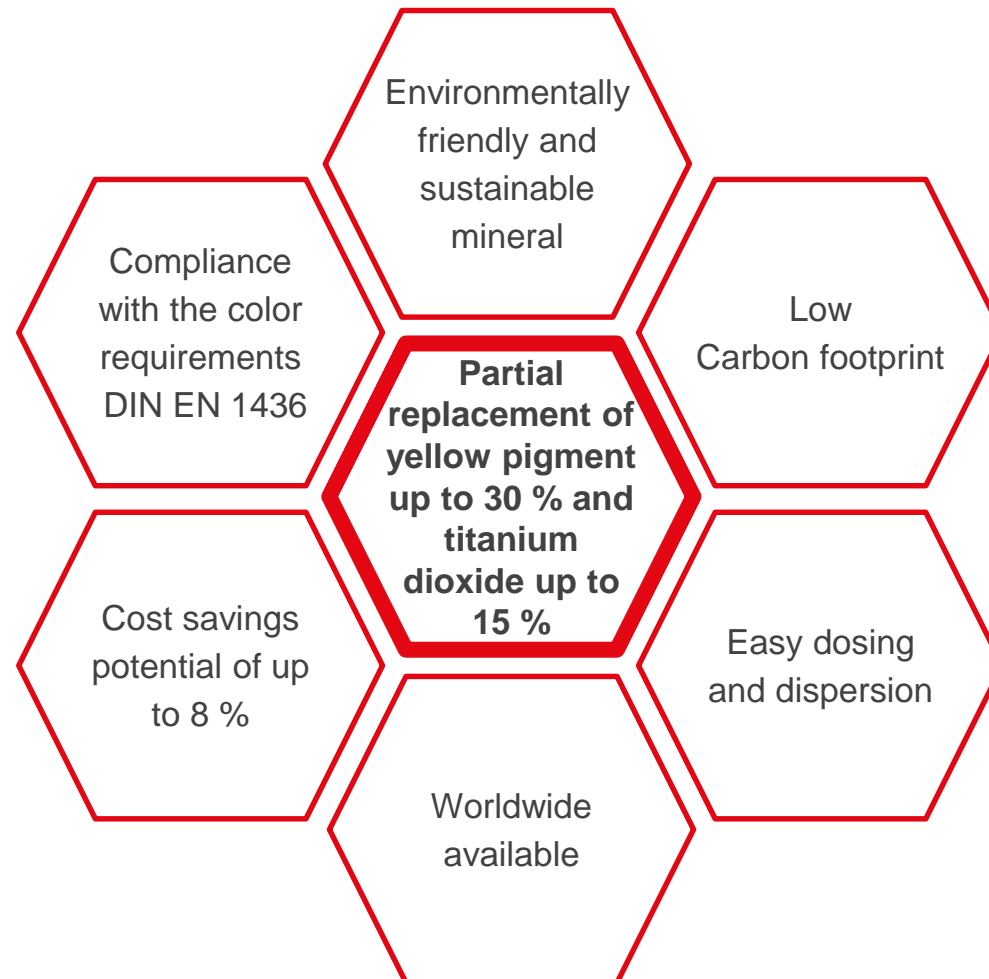 Environmentally
friendly and
sustainable
mineral
Compliance
with the color
requirements
DIN EN 1436
Low
Carbon footprint
Partial
replacement of
yellow pigment
up to 30 % and
titanium
dioxide up to
15 %
Cost savings
potential of up
to 8 %
Easy dosing
and dispersion
Worldwide
available